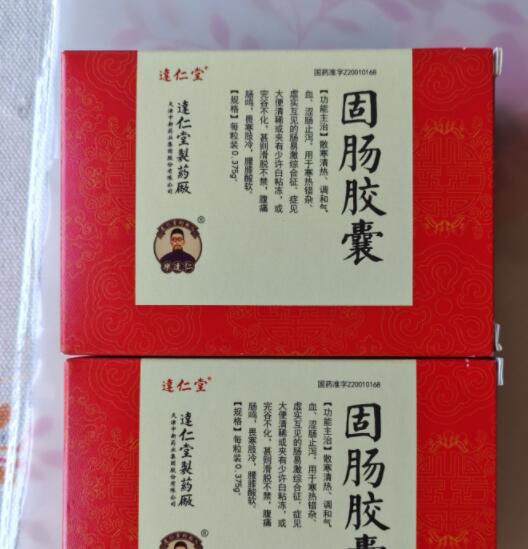 達仁堂
国药准字Z20010168
固肠胶囊
【功能主治】散寒清热、调和气
血、涩肠止泻。用于寒热错杂、
虚实互见的肠易激综合征，症见
大便清稀或夹有少许白粘冻，或
完谷不化，甚则滑脱不禁，腹痛
肠鸣，畏寒肢冷，腰膝酸软。
【规格】每粒装0.375g。
達仁堂製药厰
天津中新药业集团股份有限公司
®
樂達仁
達仁堂
国药准字Z20010168
固肠胶囊
【功能主治】散寒清热、调和气
血、涩肠止泻。用于寒热错杂、
虚实互见的肠易激综合征，症见
大便清稀或夹有少许白粘冻，或
完谷不化，甚则滑脱不禁，腹痛
肠鸣，畏寒肢冷，腰膝酸软。
【规格】每粒装0.375g。
達仁堂製药厰
天津中新药业集团股份有限公司
®